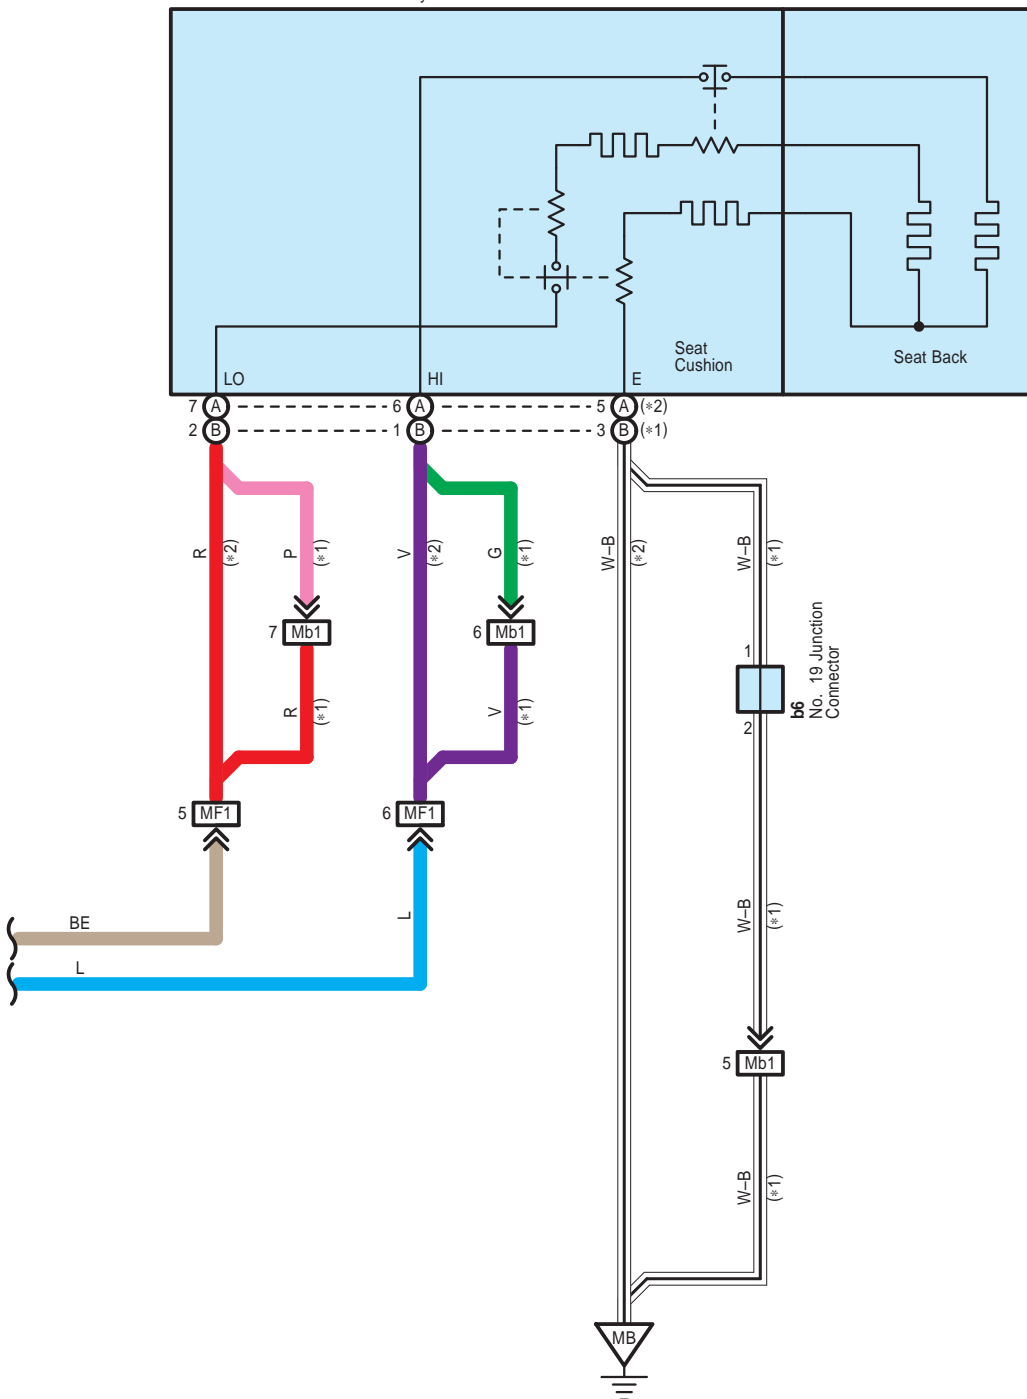 Seat
Cushion
Seat Back
LO
HI
E
7 A
6 A
5 A (*2)
2 B
1 B
3 B (*1)
R
(*2)
P
(*1)
V
(*2)
G
(*1)
W–B
(*2)
W–B
(*1)
7 Mb1
6 Mb1
1
b6
No. 19 Junction
Connector
2
R
(*1)
V
(*1)
5 MF1
6 MF1
BE
L
L
W–B
(*1)
5 Mb1
W–B
(*1)
MB